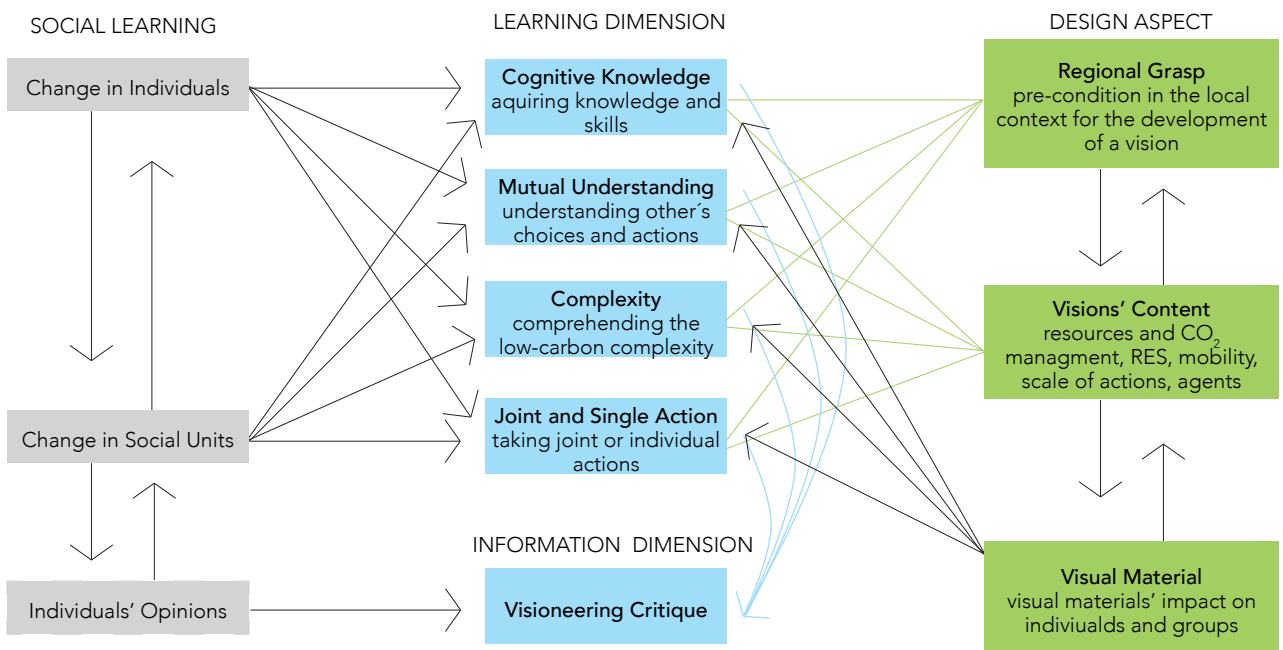 SOCIAL LEARNING
Change in Individuals
Change in Social Units
Individuals’ Opinions
LEARNING DIMENSION
Cognitive Knowledge
aquiring knowledge and
skills
Mutual Understanding
understanding other´s
choices and actions
Complexity
comprehending the
low-carbon complexity
Joint and Single Action
taking joint or individual
actions
INFORMATION DIMENSION
Visioneering Critique
DESIGN ASPECT
Regional Grasp
pre-condition in the local
context for the development
of a vision
Visions’ Content
resources and CO₂
managment, RES, mobility,
scale of actions, agents
Visual Material
visual materials’ impact on
indiviualds and groups